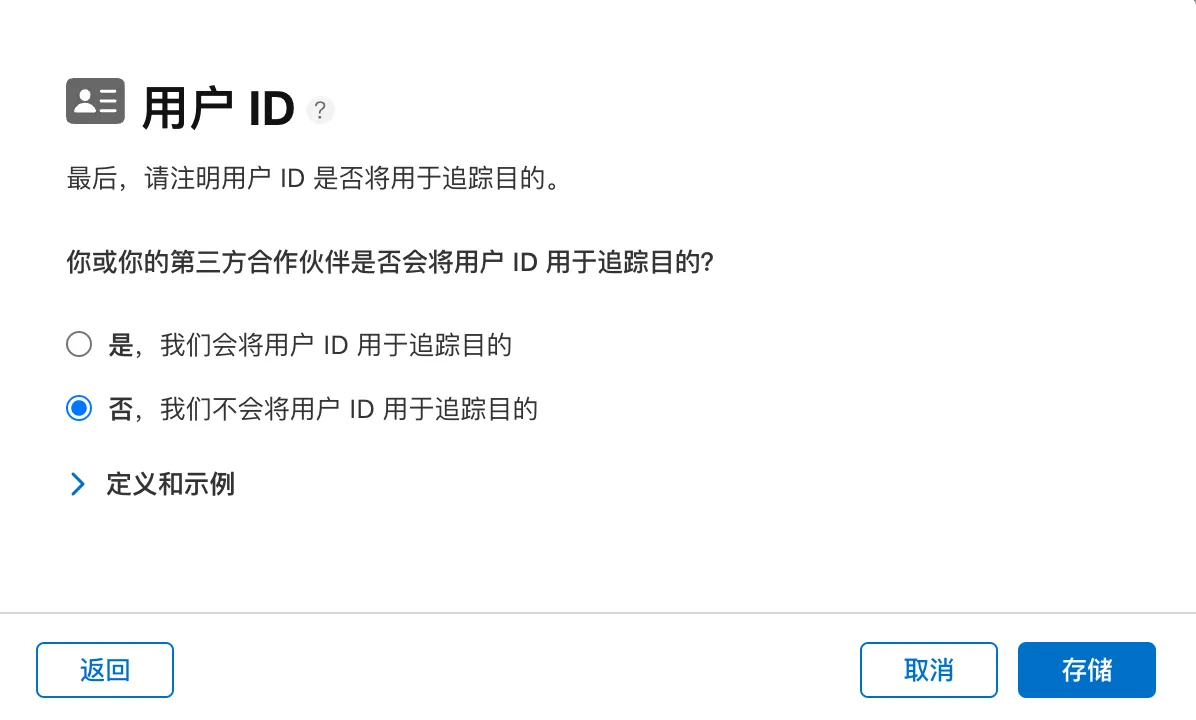 用户 ID ?
最后，请注明用户 ID 是否将用于追踪目的。
你或你的第三方合作伙伴是否会将用户 ID 用于追踪目的?
是，我们会将用户 ID 用于追踪目的
否，我们不会将用户 ID 用于追踪目的
定义和示例
返回
取消
存储